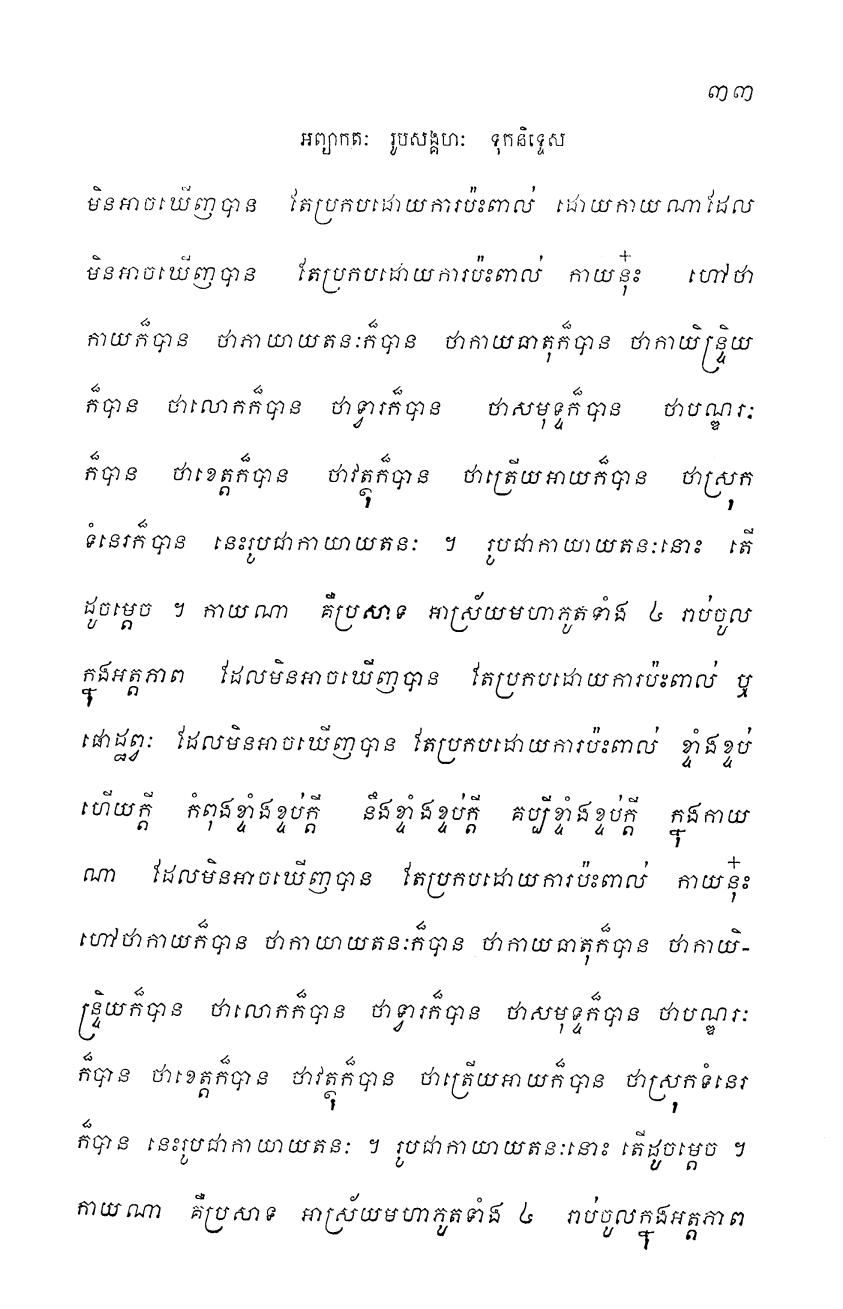 ៣៣
អព្យាកតៈ រូបសង្គហៈ ទុកនិទ្ទេស
មិនអាចឃើញបាន តែប្រកបដោយការប៉ះពាល់ ដោយកាយណាដែល
មិនអាចឃើញបាន តែប្រកបដោយការប៉ះពាល់ កាយនុ៎ះ ហៅថា
កាយក៏បាន ថាកាយាយតនៈក៏បាន ថាកាយធាតុក៏បាន ថាកាយិន្ទ្រិយ
ក៏បាន ថាលោកក៏បាន ថាទ្វារក៏បាន ថាសមុទ្ទក៏បាន ថាបណ្ឌរៈ
ក៏បាន ថាខេត្តក៏បាន ថាវត្ថុក៏បាន ថាត្រើយអាយក៏បាន ថាស្រុក
ទំនេរក៏បាន នេះរូបជាកាយាយតនៈ ។ រូបជាកាយាយតនៈនោះ តើ
ដូចម្តេច ។ កាយណា គឺប្រសាទ អាស្រ័យមហាភូតទាំង ៤ រាប់ចូល
ក្នុងអត្តភាព ដែលមិនអាចឃើញបាន តែប្រកបដោយការប៉ះពាល់ ឬ
ផោដ្ឋព្វៈ ដែលមិនអាចឃើញបាន តែប្រកបដោយការប៉ះពាល់ ខ្ទាំងខ្ទប់
ហើយក្តី កំពុងខ្ទាំងខ្ទប់ក្តី នឹងខ្ទាំងខ្ទប់ក្តី គប្បីខ្ទាំងខ្ទប់ក្តី ក្នុងកាយ
ណា ដែលមិនអាចឃើញបាន តែប្រកបដោយការប៉ះពាល់ កាយនុ៎ះ
ហៅថាកាយក៏បាន ថាកាយាយតនៈក៏បាន ថាកាយធាតុក៏បាន ថាកាយិ-
ន្ទ្រិយក៏បាន ថាលោកក៏បាន ថាទ្វារក៏បាន ថាសមុទ្ទក៏បាន ថាបណ្ឌរៈ
ក៏បាន ថាខេត្តក៏បាន ថាវត្ថុក៏បាន ថាត្រើយអាយក៏បាន ថាស្រុកទំនេរ
ក៏បាន នេះរូបជាកាយាយតនៈ ។ រូបជាកាយាយតនៈនោះ តើដូចម្តេច ។
កាយណា គឺប្រសាទ អាស្រ័យមហាភូតទាំង ៤ រាប់ចូលក្នុងអត្តភាព